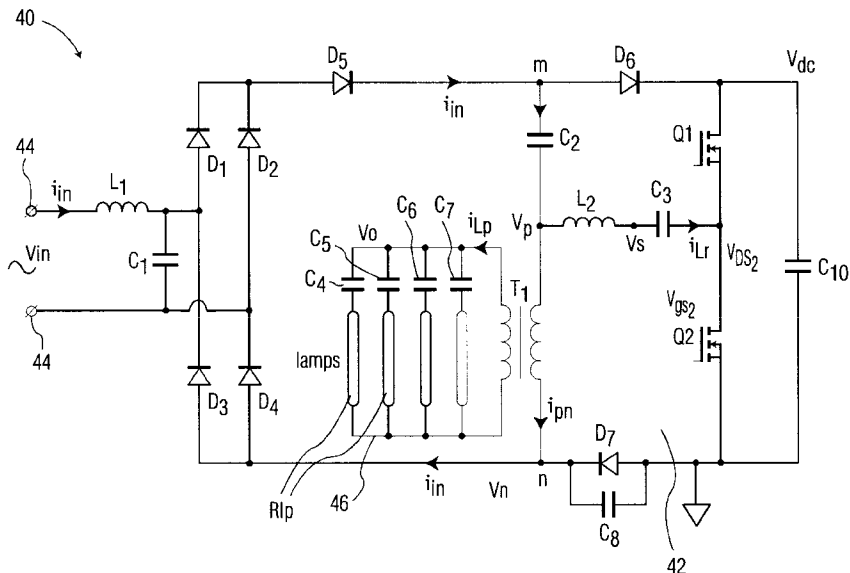 40
D5
m
D6
Vdc
iin
Q1
44
D1
D2
C2
L1
iin
C6
C7
Vp
L2
C3
Vo
iLp
Vs
iLr
VDS2
C10
Vin
C1
C5
C4
T1
Vgs2
Q2
44
lamps
D3
D4
ipn
D7
iin
Vn
n
Rlp
46
C8
42